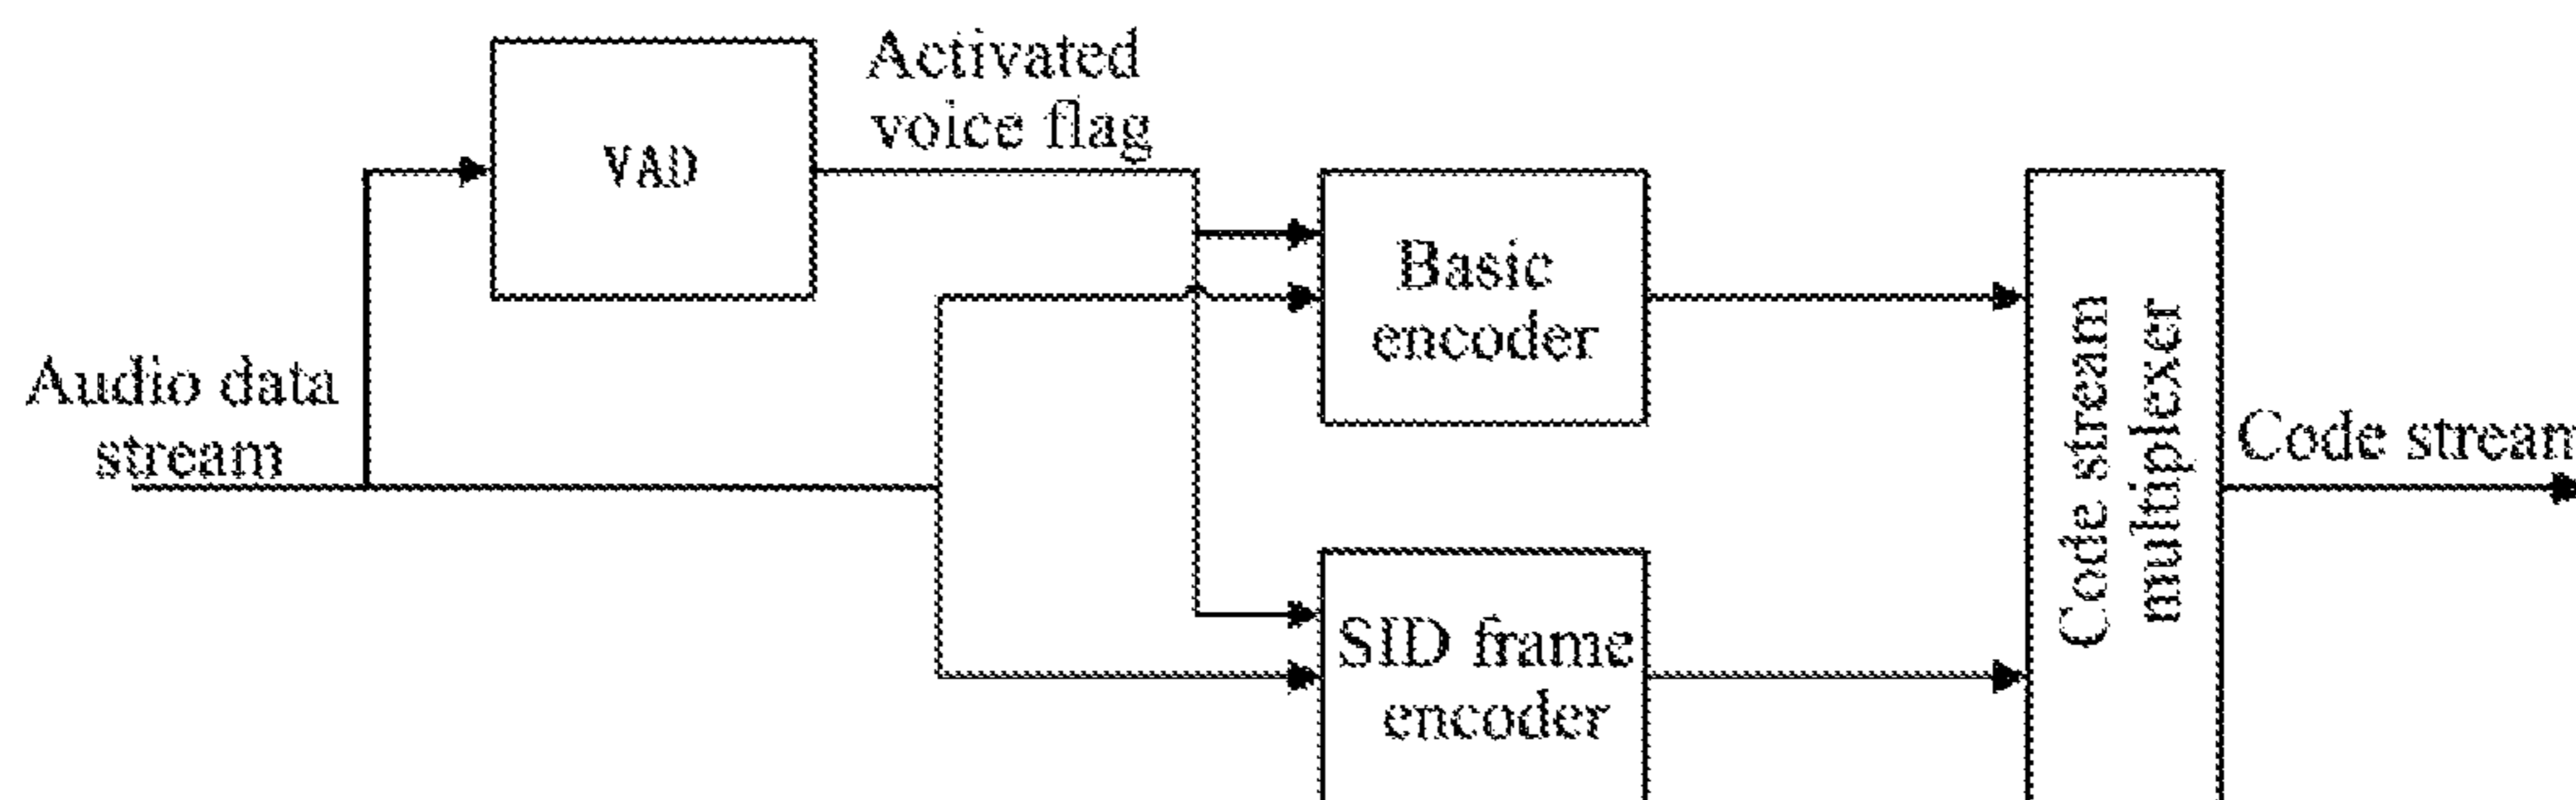 Activated
voice flag
VAD
Basic
encoder
Audio data
stream
Code stream
multiplexer
Code stream
SID frame
encoder